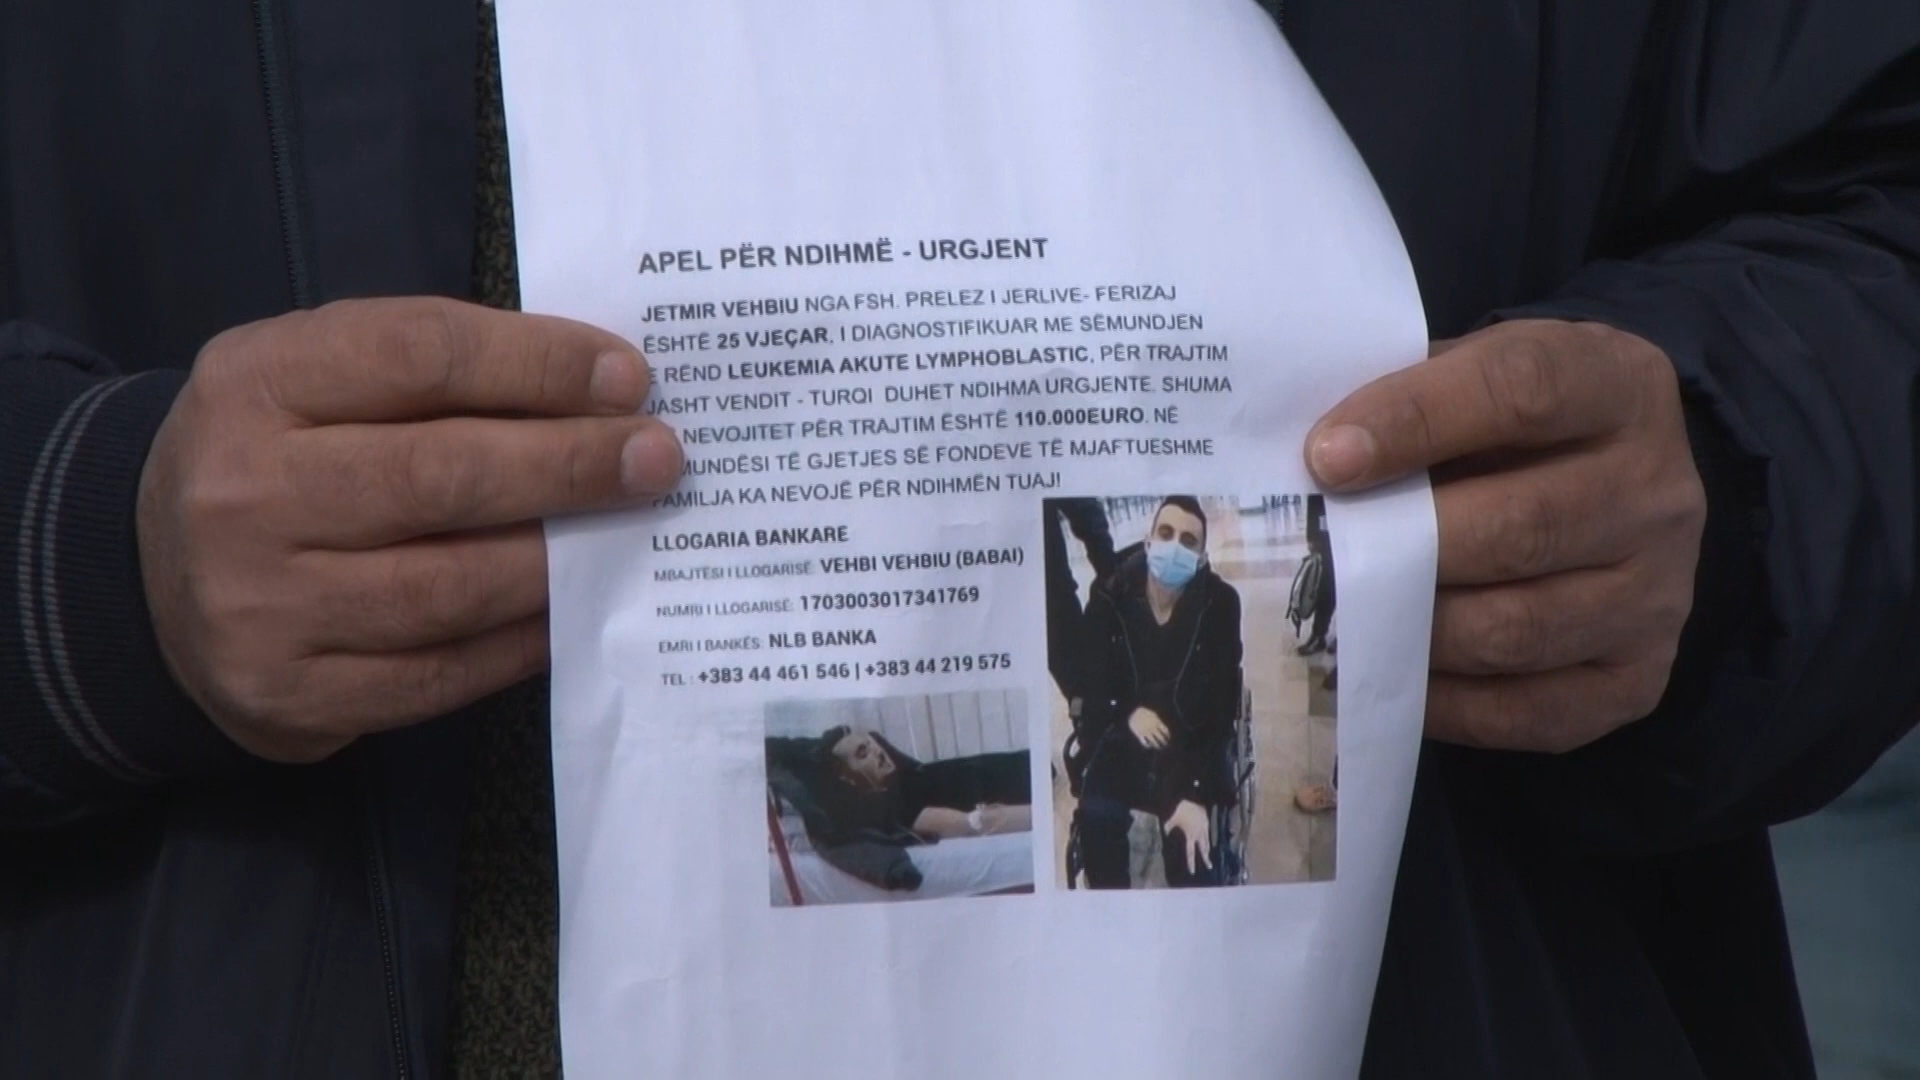 APEL PËR NDIHMË - URGJENT
JETMIR VEHBIU NGA FSH. PRELEZ I JERLIVE- FERIZAJ
ËSHTË 25 VJEÇAR, I DIAGNOSTIFIKUAR ME SËMUNDJEN
E RËND LEUKEMIA AKUTE LYMPHOBLASTIC, PËR TRAJTIM
JASHT VENDIT - TURQI DUHET NDIHMA URGJENTE. SHUMA
NEVOJITET PËR TRAJTIM ËSHTË 110.000EURO. NË
MUNDËSI TË GJETJES SË FONDEVE TË MJAFTUESHME
FAMILJA KA NEVOJË PËR NDIHMËN TUAJ!
LLOGARIA BANKARE
MBAJTËSI I LLOGARISË: VEHBI VEHBIU (BABAI)
NUMRI I LLOGARISË: 1703003017341769
EMRI I BANKËS: NLB BANKA
TEL : +383 44 461 546 | +383 44 219 575